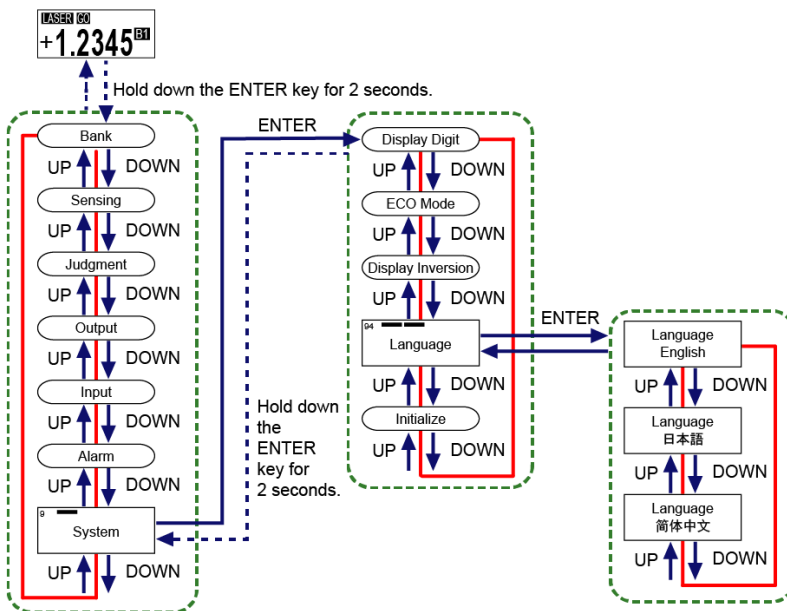 LASER GO
+1.2345 B1
Hold down the ENTER key for 2 seconds.
Bank
UP DOWN
Sensing
UP DOWN
Judgment
UP DOWN
Output
UP DOWN
Input
UP DOWN
Alarm
UP DOWN
9
System
UP DOWN
ENTER
Hold down
the
ENTER
key for
2 seconds.
Display Digit
UP DOWN
ECO Mode
UP DOWN
Display Inversion
UP DOWN
94
Language
UP DOWN
Initialize
UP DOWN
ENTER
Language
English
UP DOWN
Language
日本語
UP DOWN
Language
简体中文
UP DOWN